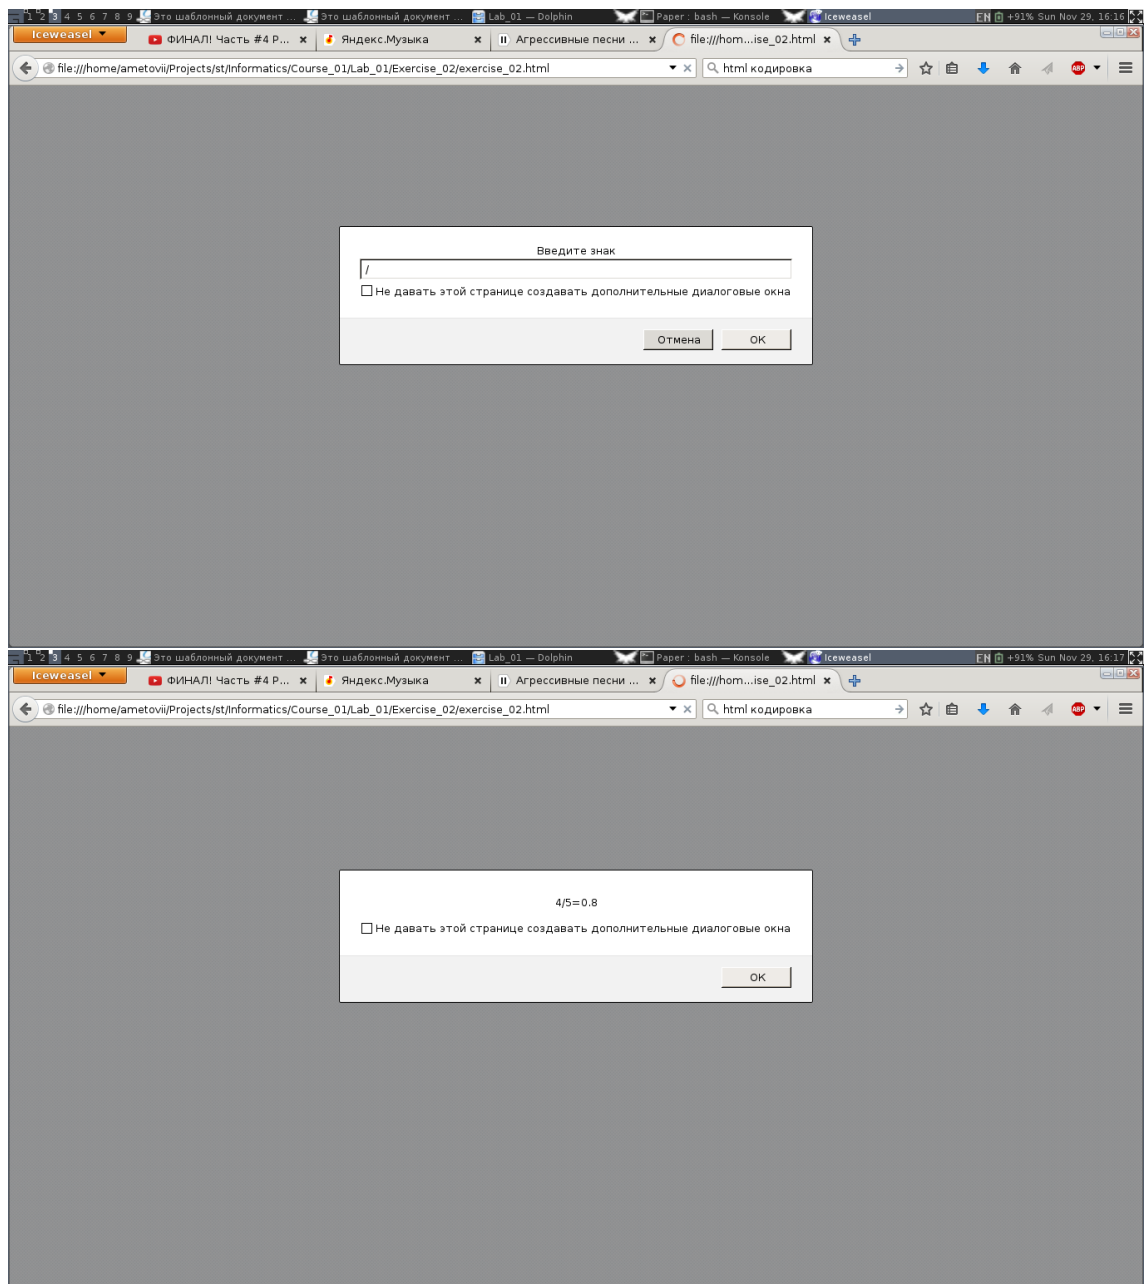 1 2 3 4 5 6 7 8 9 Это шаблонный документ ... Это шаблонный документ ... Lab_01 — Dolphin Paper : bash — Konsole Iceweasel EN +91% Sun Nov 29, 16:16
Iceweasel ФИНАЛ! Часть #4 Р... Яндекс.Музыка Агрессивные песни ... file:///hom...ise_02.html
file:///home/ametovii/Projects/st/Informatics/Course_01/Lab_01/Exercise_02/exercise_02.html html кодировка ABP
Введите знак
/
Не давать этой странице создавать дополнительные диалоговые окна
Отмена OK
1 2 3 4 5 6 7 8 9 Это шаблонный документ ... Это шаблонный документ ... Lab_01 — Dolphin Paper : bash — Konsole Iceweasel EN +91% Sun Nov 29, 16:17
Iceweasel ФИНАЛ! Часть #4 Р... Яндекс.Музыка Агрессивные песни ... file:///hom...ise_02.html
file:///home/ametovii/Projects/st/Informatics/Course_01/Lab_01/Exercise_02/exercise_02.html html кодировка ABP
4/5=0.8
Не давать этой странице создавать дополнительные диалоговые окна
OK